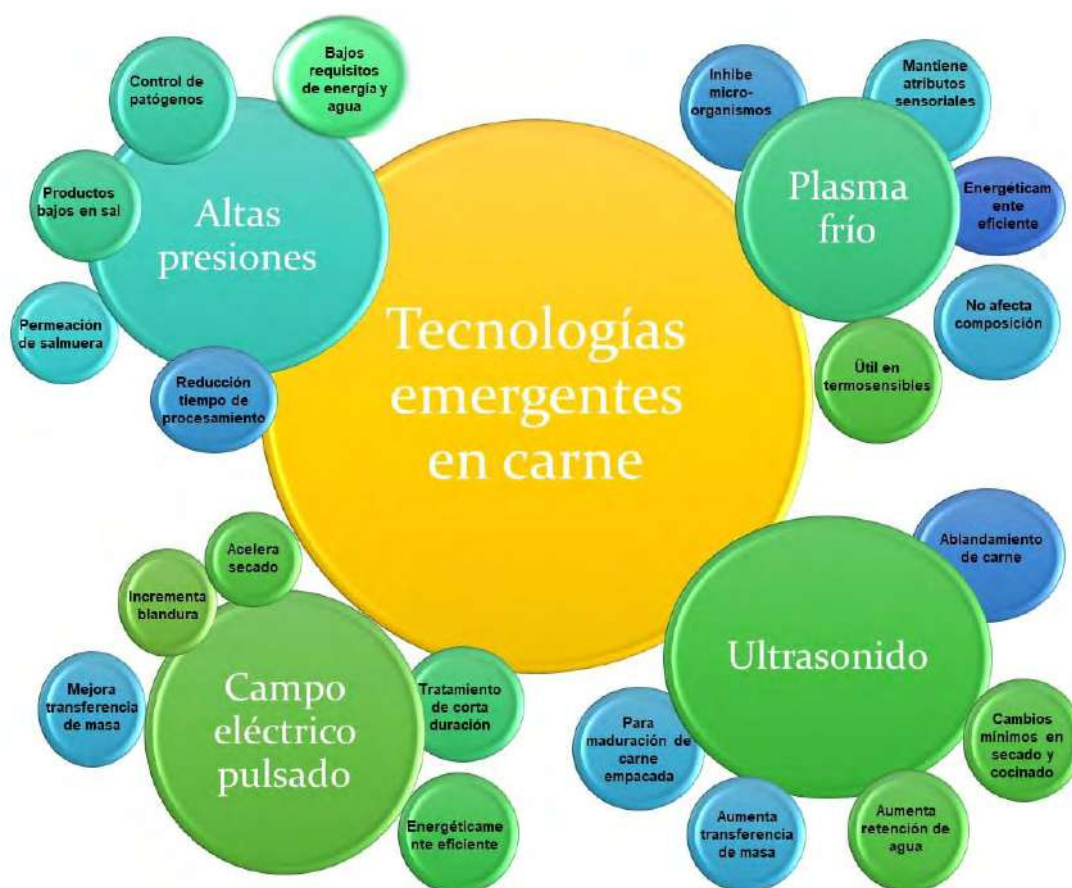 Tecnologías
emergentes
en carne
Altas
presiones
Control de
patógenos
Bajos
requisitos
de energía y
agua
Productos
bajos en sal
Permeación
de salmuera
Reducción
tiempo de
procesamiento
Plasma
frío
Inhibe
micro-
organismos
Mantiene
atributos
sensoriales
Energéticam
ente
eficiente
No afecta
composición
Útil en
termosensibles
Campo
eléctrico
pulsado
Acelera
secado
Incrementa
blandura
Mejora
transferencia
de masa
Tratamiento
de corta
duración
Energéticame
nte eficiente
Ultrasonido
Ablandamiento
de carne
Cambios
mínimos en
secado y
cocinado
Aumenta
retención de
agua
Aumenta
transferencia
de masa
Para
maduración de
carne
empacada